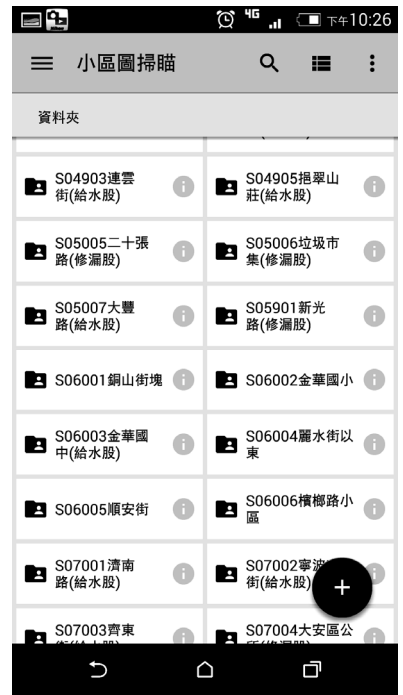 4G
下午10:26
小區圖掃瞄
資料夾
S04903連雲
街(給水股)
S04905挹翠山
莊(給水股)
S05005二十張
路(修漏股)
S05006垃圾市
集(修漏股)
S05007大豐
路(給水股)
S05901新光
路(修漏股)
S06001銅山街塊
S06002金華國小
S06003金華國
中(給水股)
S06004麗水街以
東
S06005順安街
S06006檳榔路小
區
S07001濟南
路(給水股)
S07002寧波
街(給水股)
S07003齊東
S07004大安區公